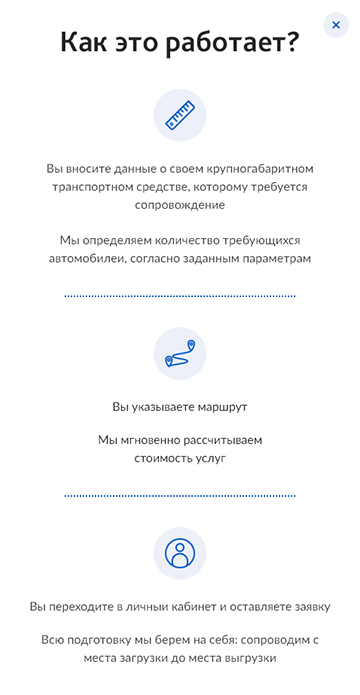 Как это работает?
Вы вносите данные о своем крупногабаритном
транспортном средстве, которому требуется
сопровождение
Мы определяем количество требующихся
автомобилеи, согласно заданным параметрам
Вы указываете маршрут
Мы мгновенно рассчитываем
стоимость услуг
Вы переходите в личныи кабинет и оставляете заявку
Всю подготовку мы берем на себя: сопроводим с
места загрузки до места выгрузки